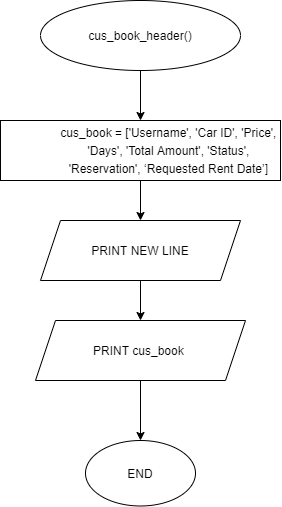 cus_book_header()
cus_book = ['Username', 'Car ID', 'Price',
'Days', 'Total Amount', 'Status',
'Reservation', ‘Requested Rent Date’]
PRINT NEW LINE
PRINT cus_book
END